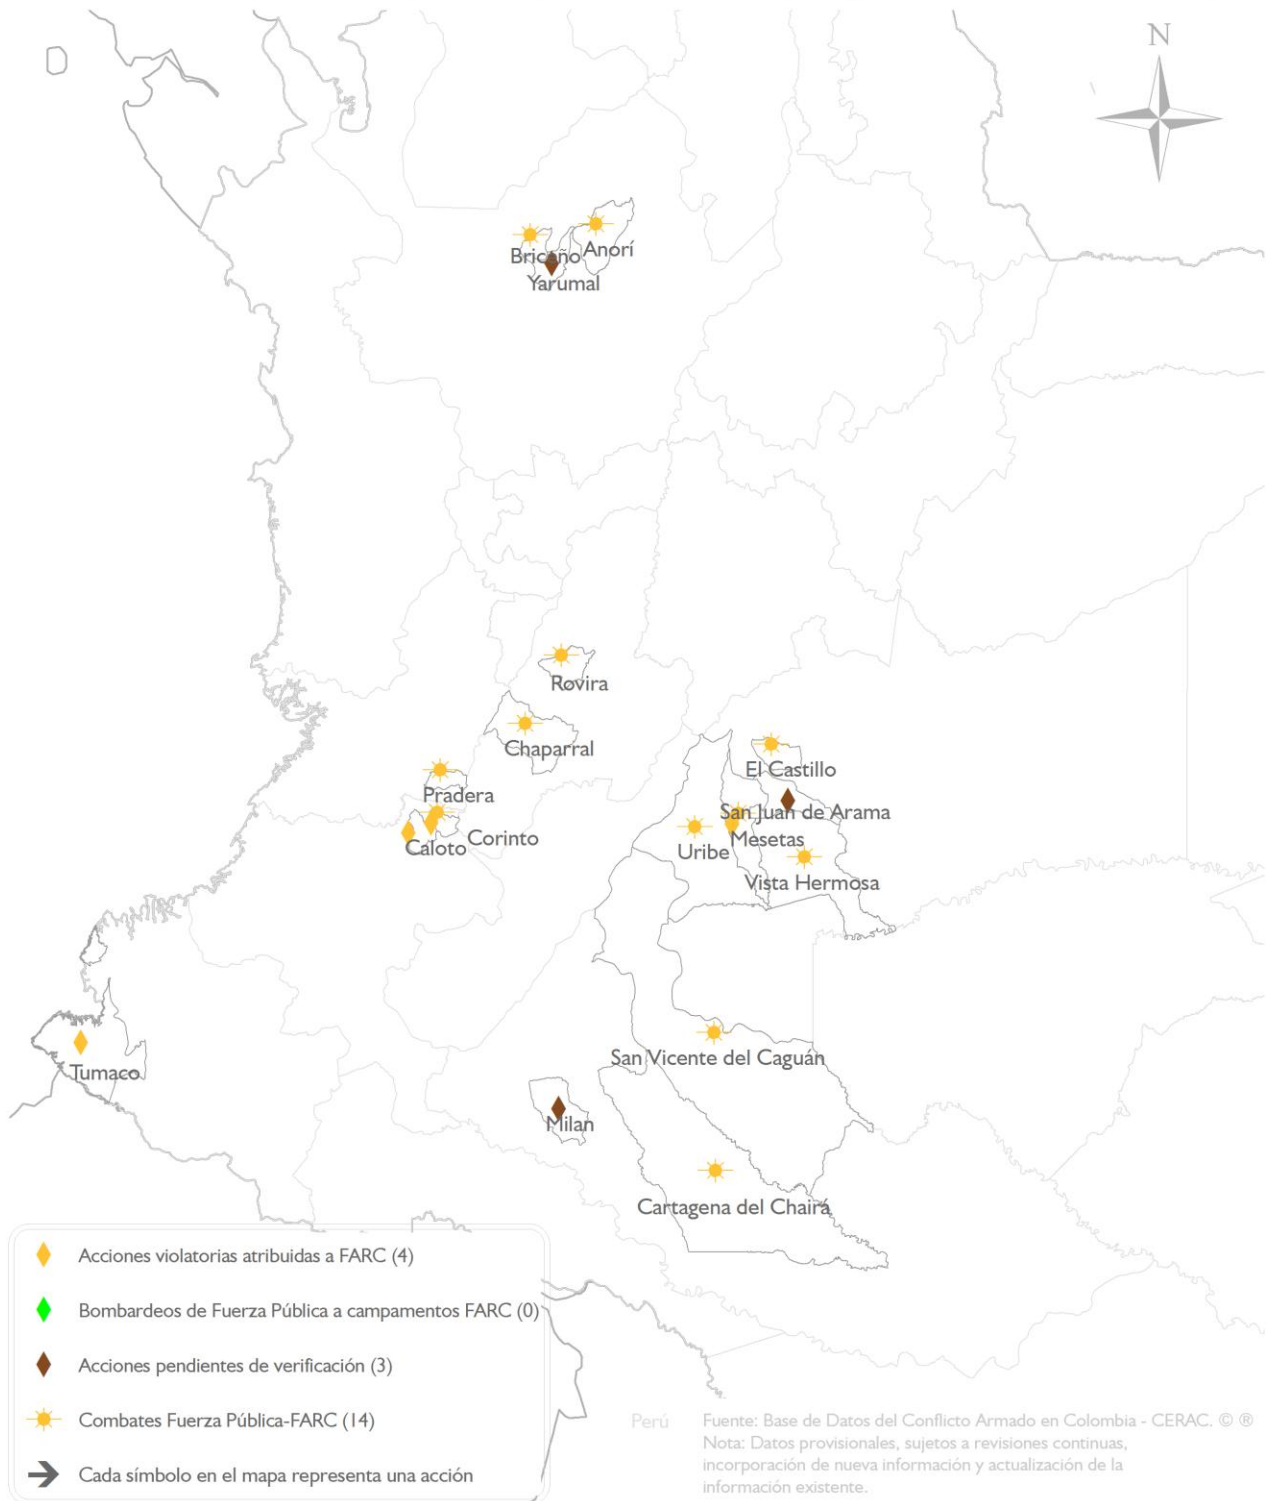 N
Anorí
Briceño
Yarumal
Rovira
Chaparral
El Castillo
Pradera
San Juan de Arama
Corinto
Mesetas
Caloto
Uribe
Vista Hermosa
San Vicente del Caguán
Tumaco
Milan
Cartagena del Chairá
Acciones violatorias atribuidas a FARC (4)
Bombardeos de Fuerza Pública a campamentos FARC (0)
Acciones pendientes de verificación (3)
Combates Fuerza Pública-FARC (14)
Cada símbolo en el mapa representa una acción
Perú
Fuente: Base de Datos del Conflicto Armado en Colombia - CERAC. © ®
Nota: Datos provisionales, sujetos a revisiones continuas,
incorporación de nueva información y actualización de la
información existente.